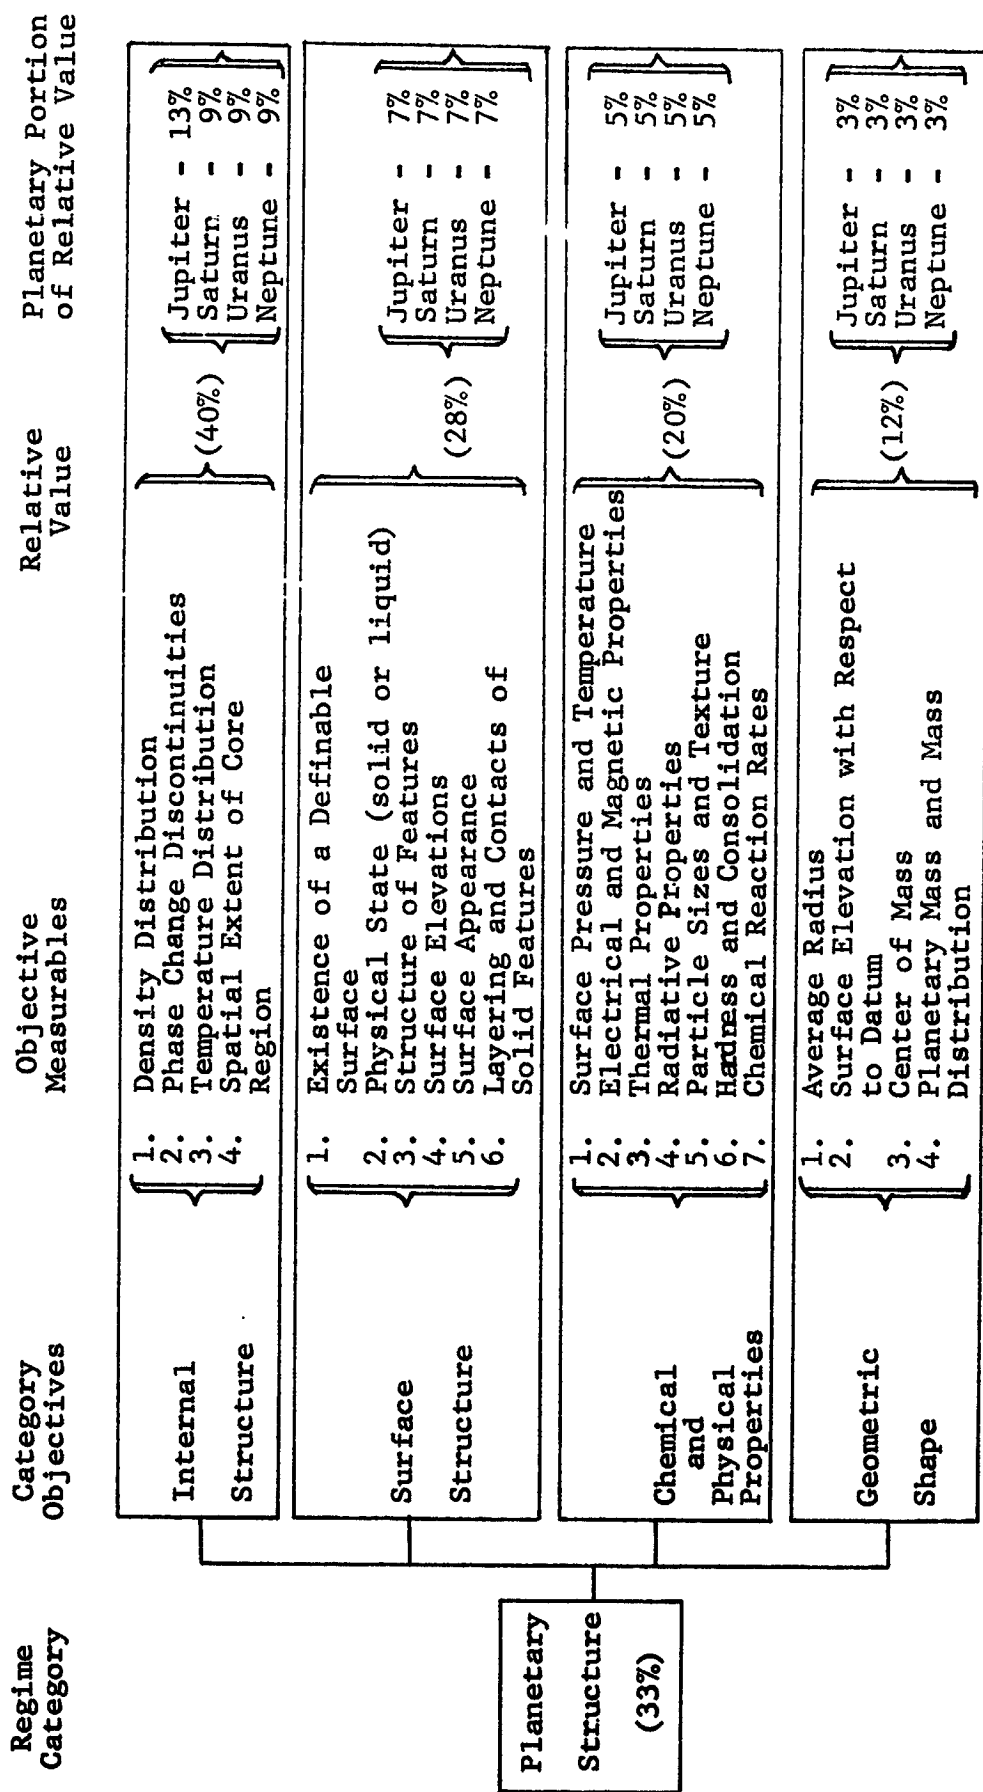 Regime
Category
Category
Objectives
Objective
Measurables
Relative
Value
Planetary Portion
of Relative Value
Planetary
Structure
(33%)
Internal
Structure
1. Density Distribution
2. Phase Change Discontinuities
3. Temperature Distribution
4. Spatial Extent of Core
Region
(40%)
Jupiter - 13%
Saturn - 9%
Uranus - 9%
Neptune - 9%
Surface
Structure
1. Existence of a Definable
Surface
2. Physical State (solid or liquid)
3. Structure of Features
4. Surface Elevations
5. Surface Appearance
6. Layering and Contacts of
Solid Features
(28%)
Jupiter - 7%
Saturn - 7%
Uranus - 7%
Neptune - 7%
Chemical
and
Physical
Properties
1. Surface Pressure and Temperature
2. Electrical and Magnetic Properties
3. Thermal Properties
4. Radiative Properties
5. Particle Sizes and Texture
6. Hardness and Consolidation
7. Chemical Reaction Rates
(20%)
Jupiter - 5%
Saturn - 5%
Uranus - 5%
Neptune - 5%
Geometric
Shape
1. Average Radius
2. Surface Elevation with Respect
to Datum
3. Center of Mass
4. Planetary Mass and Mass
Distribution
(12%)
Jupiter - 3%
Saturn - 3%
Uranus - 3%
Neptune - 3%